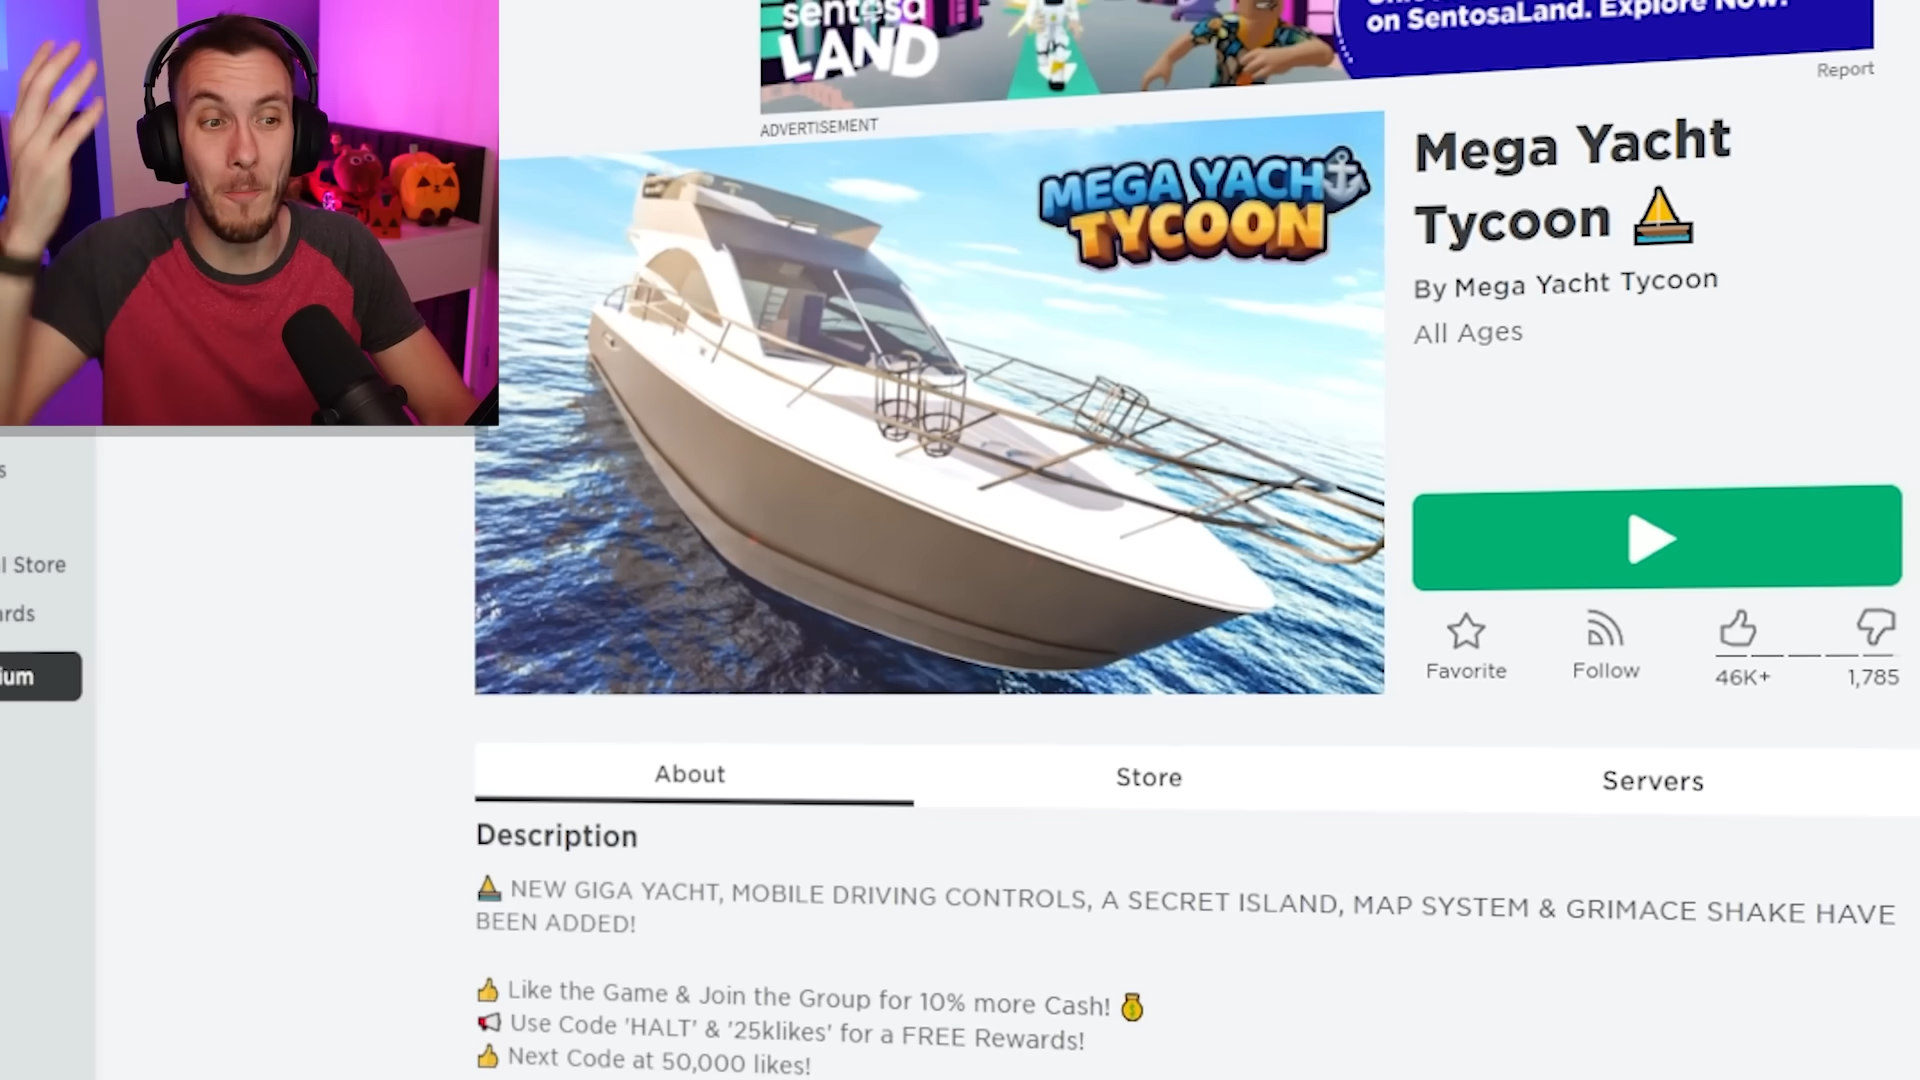 sentosa
LAND
on SentosaLand. Explore Now!
Report
ADVERTISEMENT
MEGA YACH
TYCOON
Mega Yacht
Tycoon
By Mega Yacht Tycoon
All Ages
Favorite
Follow
46K+
1,785
s
l Store
rds
ium
About
Store
Servers
Description
NEW GIGA YACHT, MOBILE DRIVING CONTROLS, A SECRET ISLAND, MAP SYSTEM & GRIMACE SHAKE HAVE
BEEN ADDED!
Like the Game & Join the Group for 10% more Cash!
Use Code 'HALT' & '25klikes' for a FREE Rewards!
Next Code at 50,000 likes!